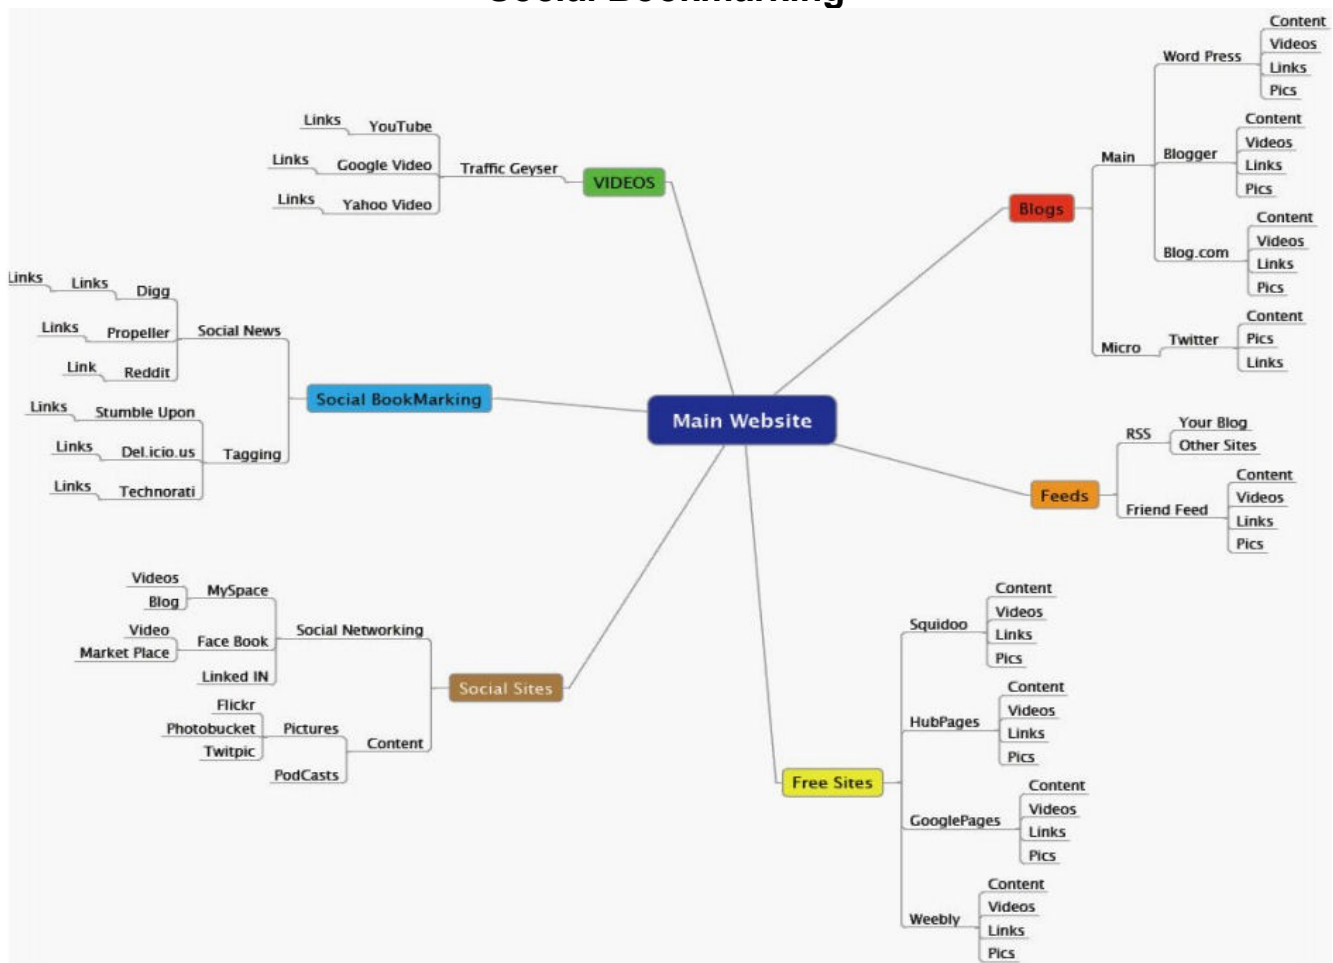 Social Bookmarking
Main Website
VIDEOS
Traffic Geyser
YouTube
Links
Google Video
Links
Yahoo Video
Links
Social BookMarking
Social News
Digg
Links
Links
Propeller
Links
Reddit
Link
Tagging
Stumble Upon
Links
Del.icio.us
Links
Technorati
Links
Social Sites
Social Networking
MySpace
Videos
Blog
Face Book
Video
Market Place
Linked IN
Content
Pictures
Flickr
Photobucket
Twitpic
PodCasts
Blogs
Main
Word Press
Content
Videos
Links
Pics
Blogger
Content
Videos
Links
Pics
Blog.com
Content
Videos
Links
Pics
Micro
Twitter
Content
Pics
Links
Feeds
RSS
Your Blog
Other Sites
Friend Feed
Content
Videos
Links
Pics
Free Sites
Squidoo
Content
Videos
Links
Pics
HubPages
Content
Videos
Links
Pics
GooglePages
Content
Videos
Links
Pics
Weebly
Content
Videos
Links
Pics